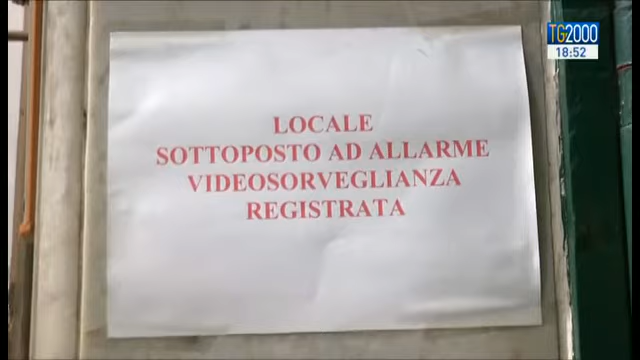 TG2000
18:52
LOCALE
SOTTOPOSTO AD ALLARME
VIDEOSORVEGLIANZA
REGISTRATA